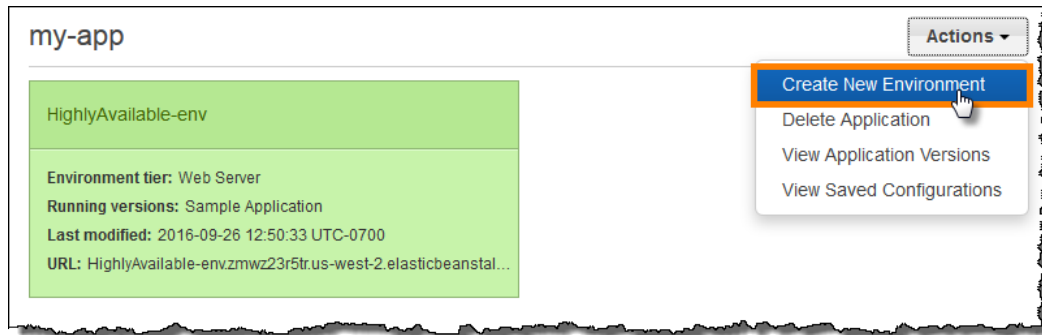 my-app
Actions
HighlyAvailable-env
Environment tier: Web Server
Running versions: Sample Application
Last modified: 2016-09-26 12:50:33 UTC-0700
URL: HighlyAvailable-env.zmwz23r5tr.us-west-2.elasticbeanstal...
Create New Environment
Delete Application
View Application Versions
View Saved Configurations